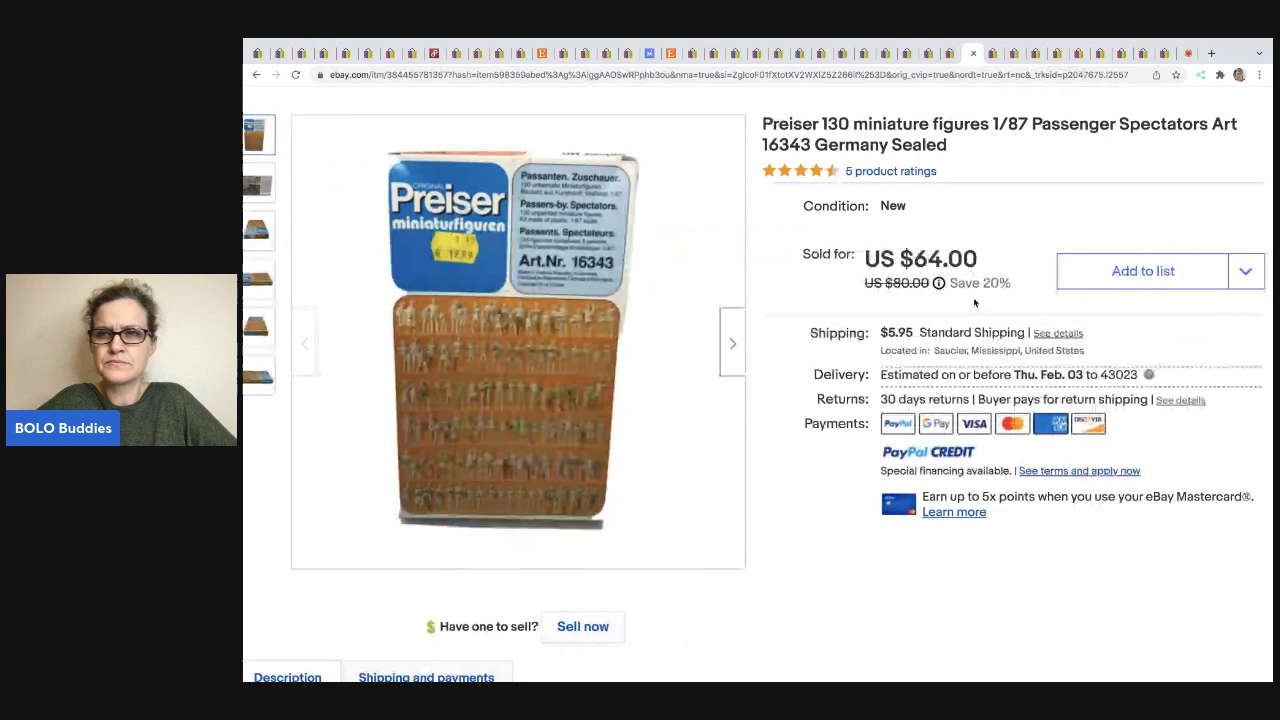 ebay.com/itm/384455781357?hash=item598359abed%3Ag%3AiggAAOSwRPphb3ou&nma=true&si=ZglcoF01fXtotXV2WXIZ5Z266iI%253D&orig_cvip=true&nordt=true&rt=nc&_trksid=p2047675.l2557
Preiser 130 miniature figures 1/87 Passenger Spectators Art
16343 Germany Sealed
5 product ratings
Condition: New
Sold for: US $64.00
US $80.00 Save 20%
Add to list
Shipping: $5.95 Standard Shipping | See details
Located in: Saucier, Mississippi, United States
Delivery: Estimated on or before Thu. Feb. 03 to 43023
Returns: 30 days returns | Buyer pays for return shipping | See details
Payments: PayPal G Pay VISA
PayPal CREDIT
Special financing available. | See terms and apply now
Earn up to 5x points when you use your eBay Mastercard®.
Learn more
ORIGINAL
Preiser
miniaturfiguren
Passanten. Zuschauer.
Passers-by. Spectators.
Passants. Spectateurs.
Art.Nr. 16343
BOLO Buddies
Have one to sell? Sell now
Description
Shipping and payments